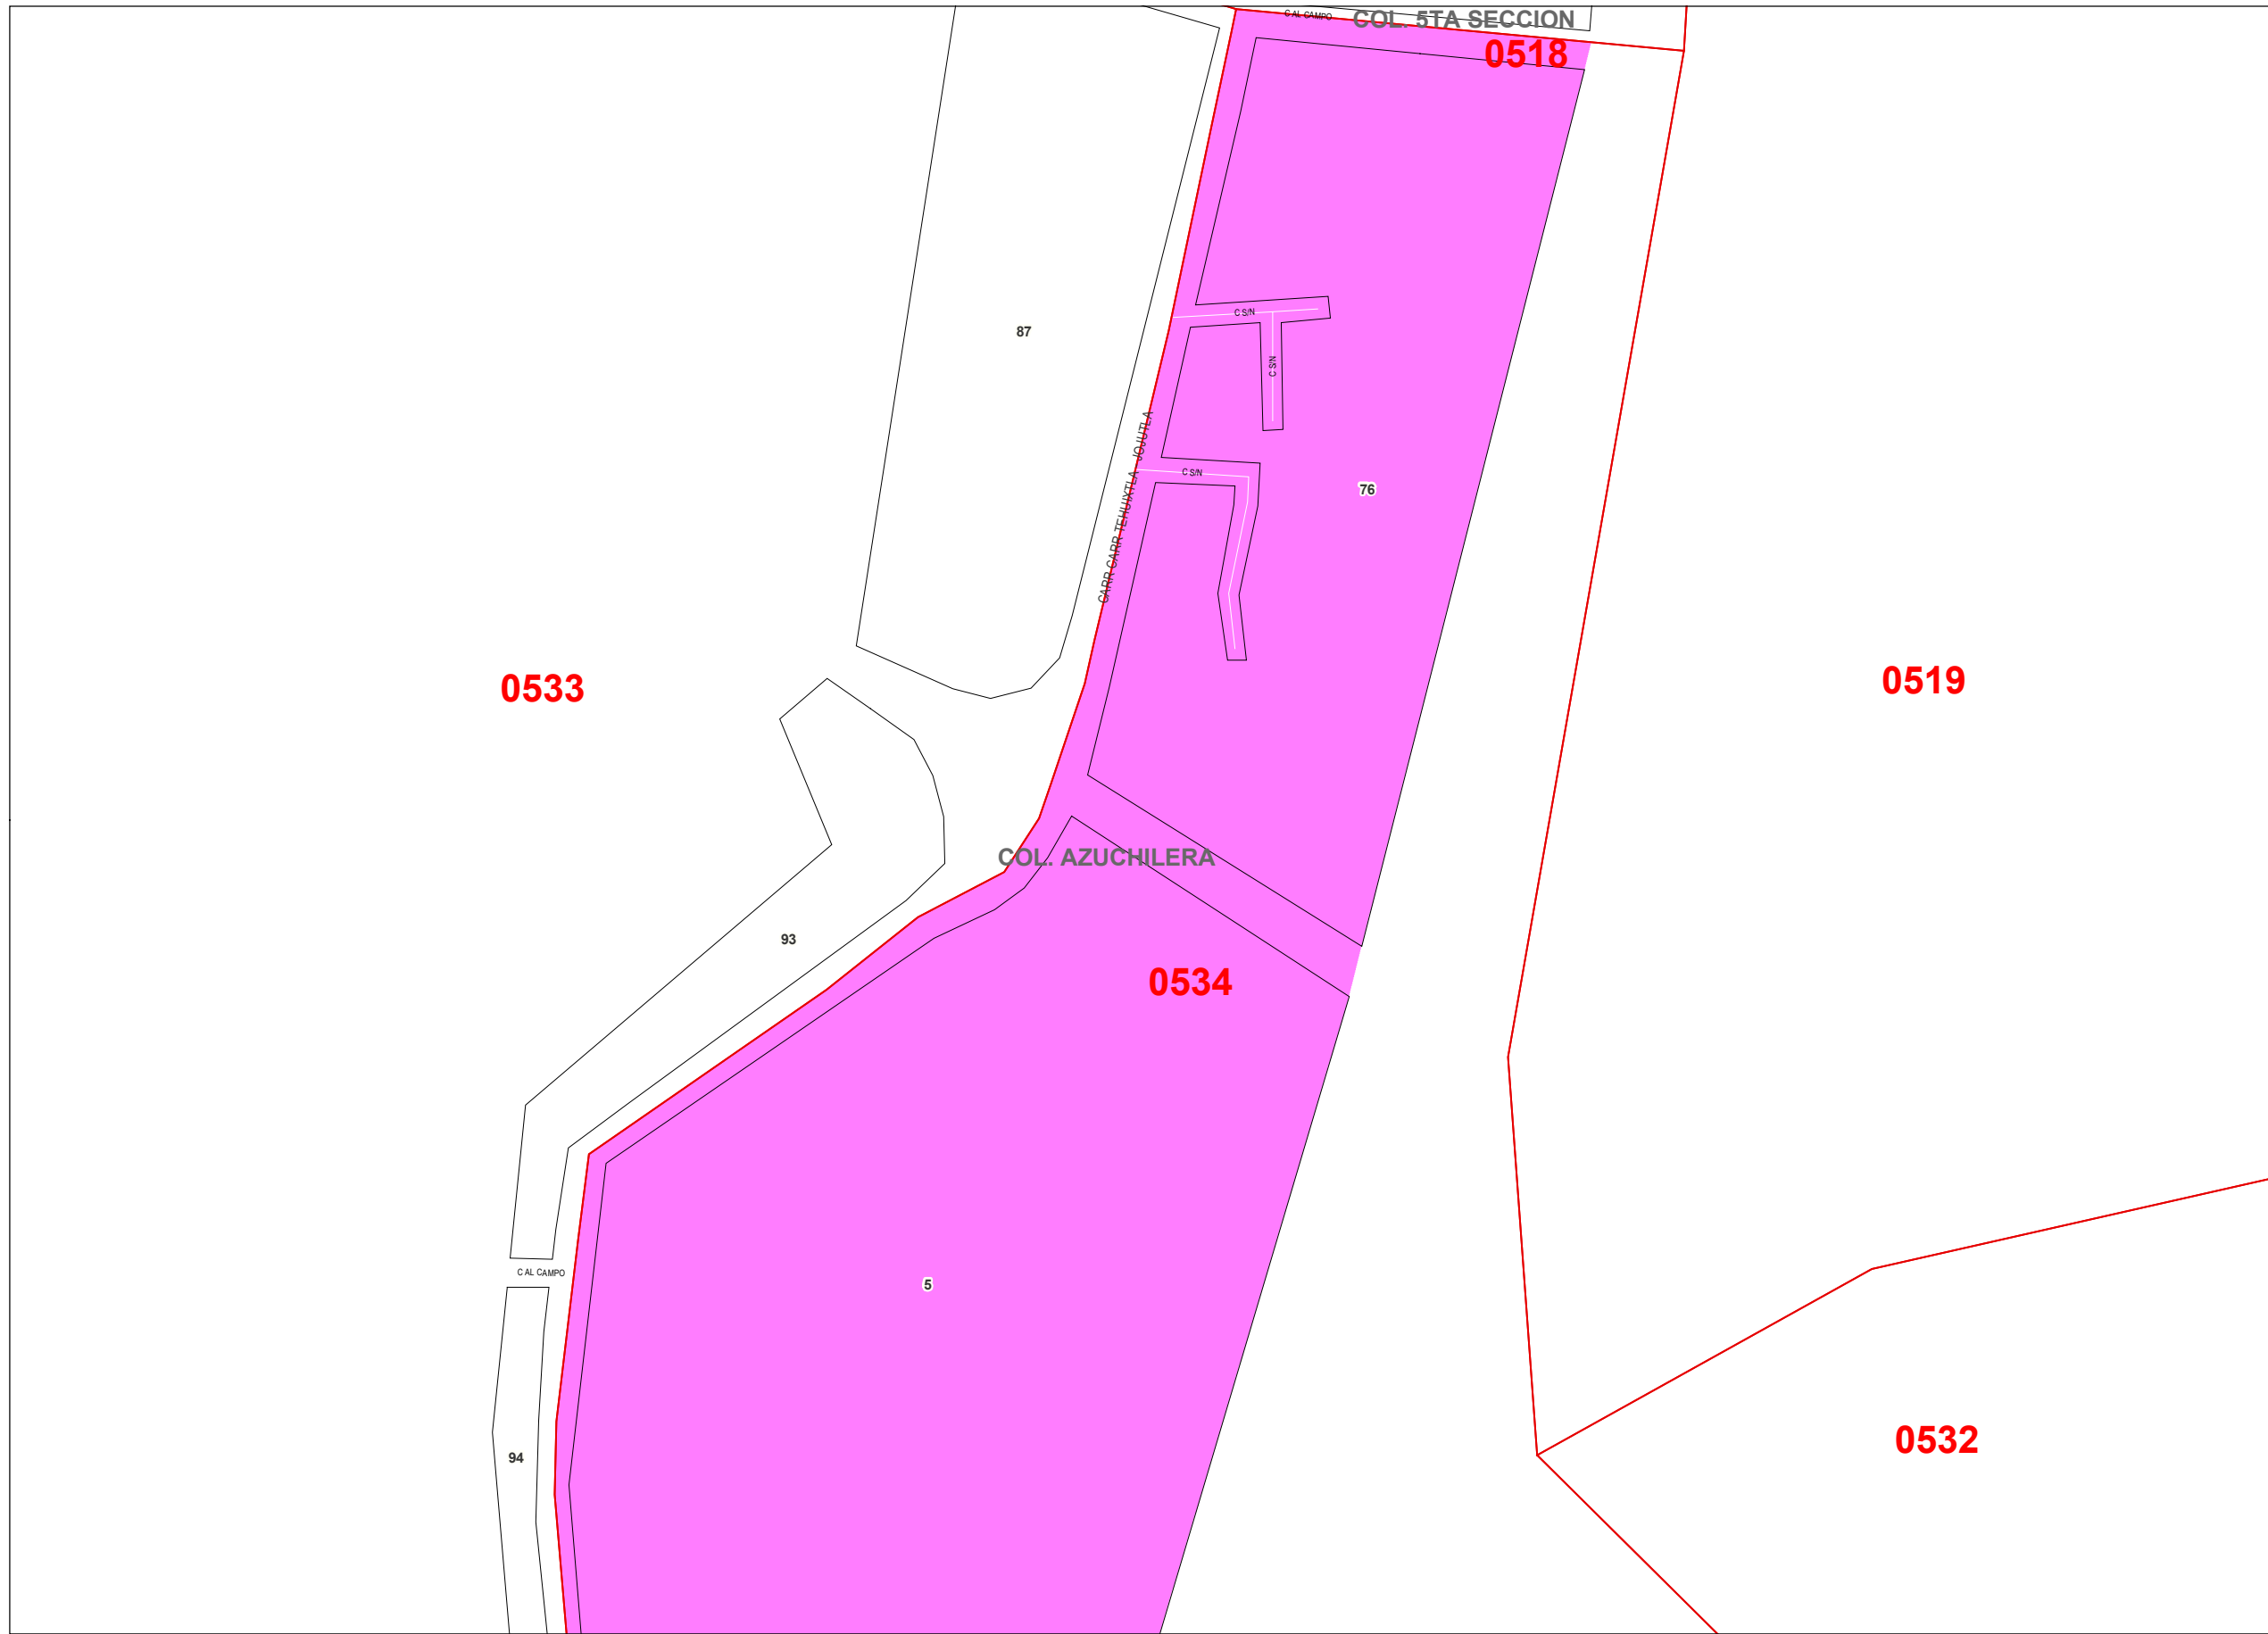 C AL CAMPO
COL. 5TA SECCION
0518
87
C S/N
C S/N
CARR CARR TEHUIXTLA - JOJUTLA
C S/N
76
0533
0519
COL. AZUCHILERA
93
0534
C AL CAMPO
5
0532
94